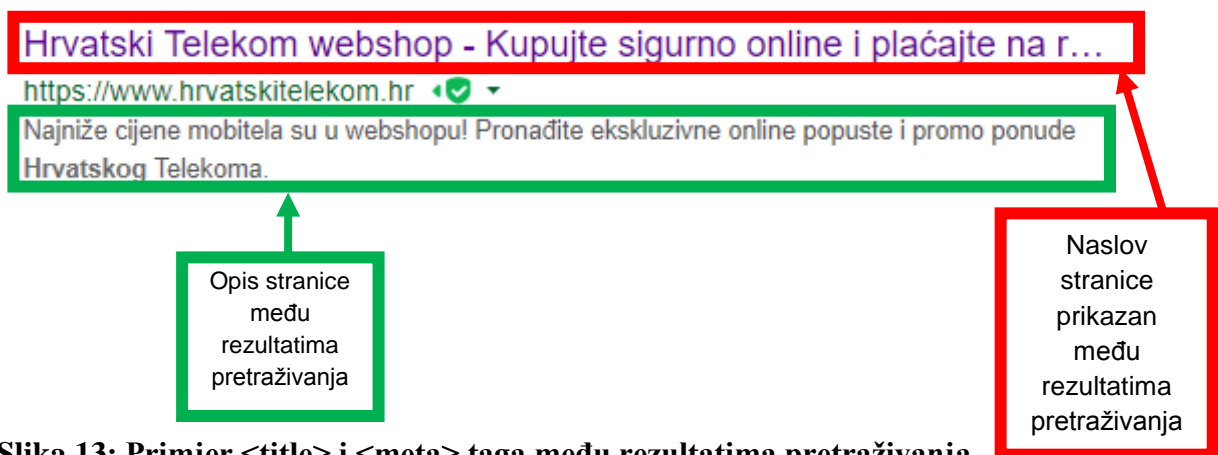 Hrvatski Telekom webshop - Kupujte sigurno online i plaćajte na r...
https://www.hrvatskitelekom.hr
Najniže cijene mobitela su u webshopu! Pronađite ekskluzivne online popuste i promo ponude
Hrvatskog Telekoma.
Opis stranice
među
rezultatima
pretraživanja
Naslov
stranice
prikazan
među
rezultatima
pretraživanja
Slika 13: Primjer <title> i <meta> taga među rezultatima pretraživanja